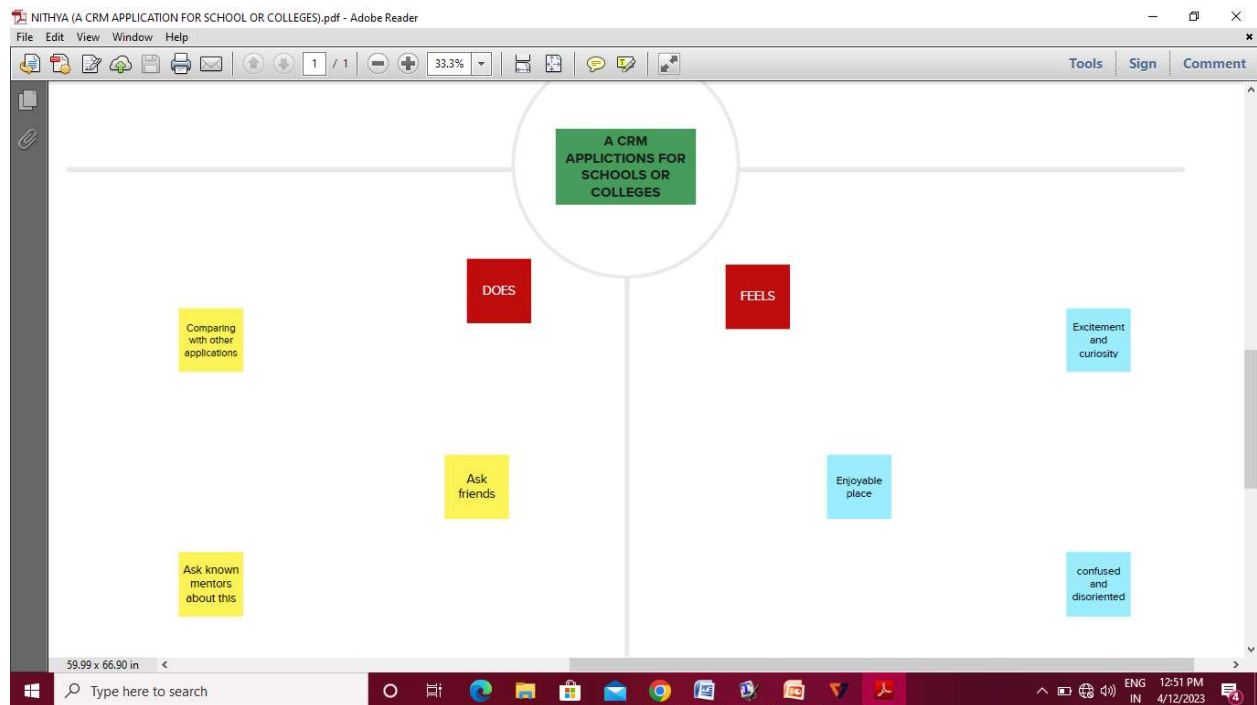 NITHYA (A CRM APPLICATION FOR SCHOOL OR COLLEGES).pdf - Adobe Reader
File Edit View Window Help
1 / 1 33.3% Tools Sign Comment
A CRM
APPLICTIONS FOR
SCHOOLS OR
COLLEGES
DOES
FEELS
Comparing
with other
applications
Excitement
and
curiosity
Ask
friends
Enjoyable
place
Ask known
mentors
about this
confused
and
disoriented
59.99 x 66.90 in
Type here to search
ENG 12:51 PM
IN 4/12/2023
4